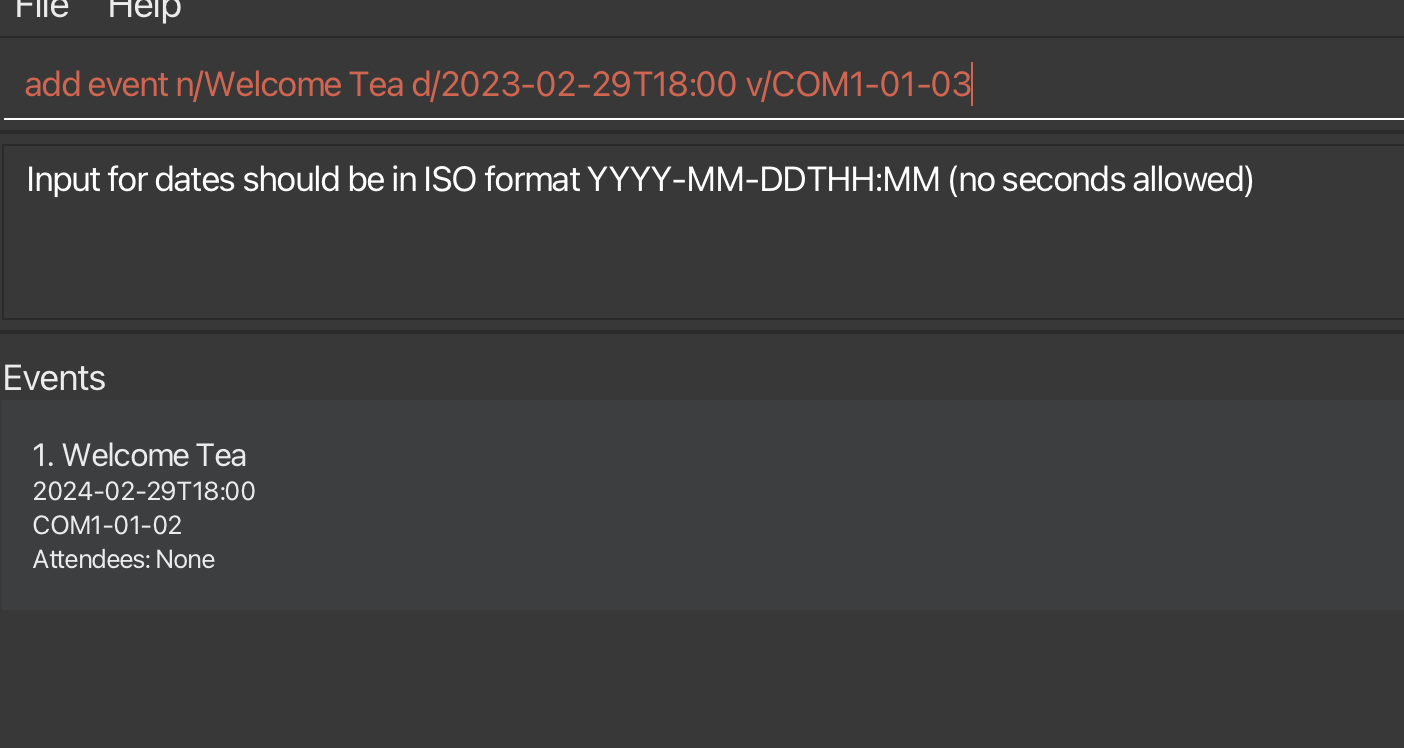 File Help
add event n/Welcome Tea d/2023-02-29T18:00 v/COM1-01-03
Input for dates should be in ISO format YYYY-MM-DDTHH:MM (no seconds allowed)
Events
1. Welcome Tea
2024-02-29T18:00
COM1-01-02
Attendees: None